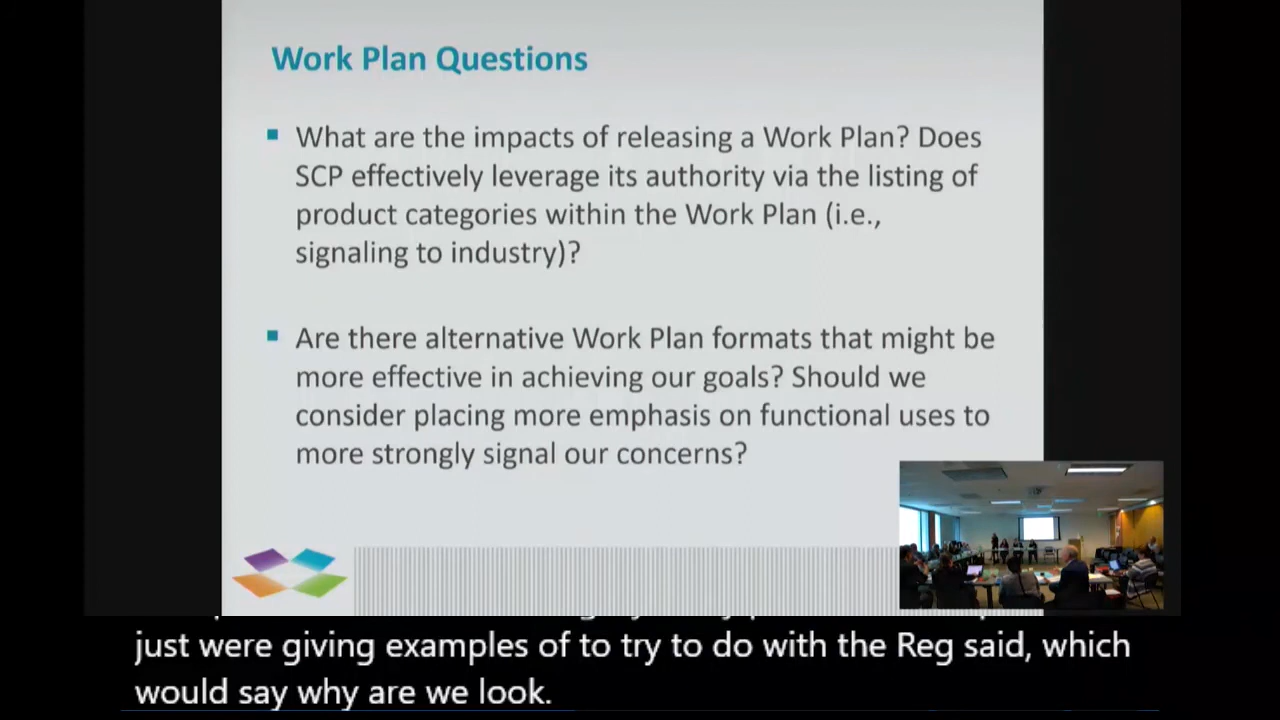 Work Plan Questions
What are the impacts of releasing a Work Plan? Does
SCP effectively leverage its authority via the listing of
product categories within the Work Plan (i.e.,
signaling to industry)?
Are there alternative Work Plan formats that might be
more effective in achieving our goals? Should we
consider placing more emphasis on functional uses to
more strongly signal our concerns?
just were giving examples of to try to do with the Reg said, which
would say why are we look.